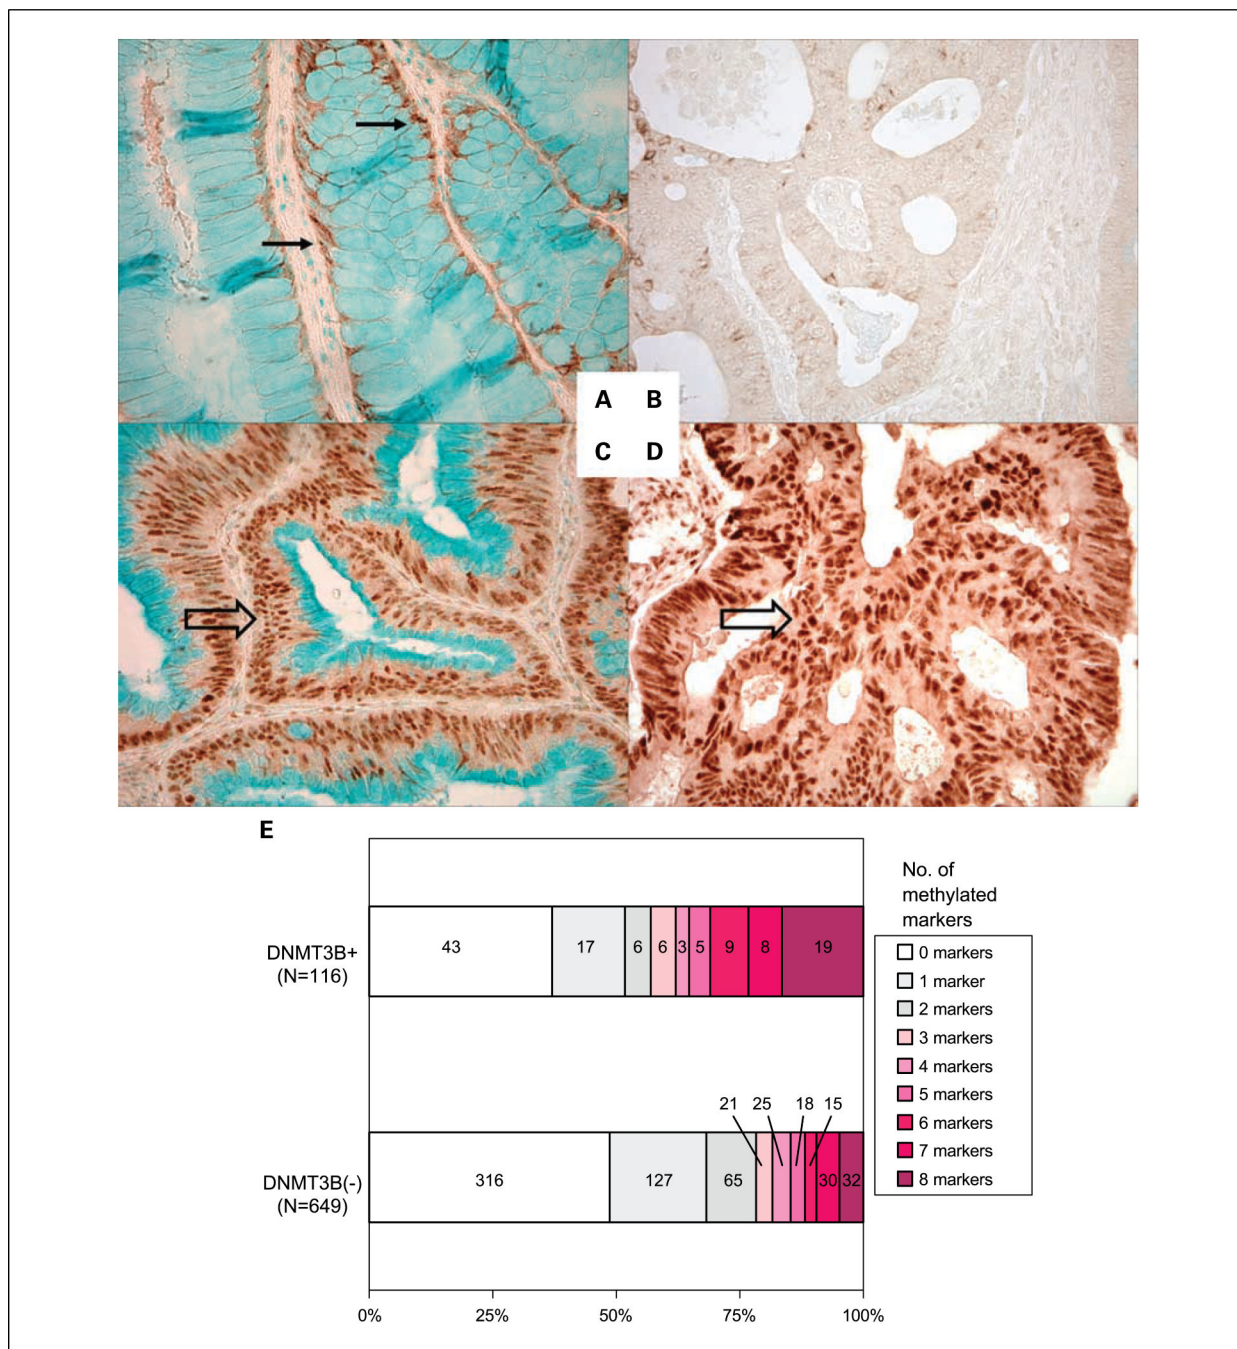 A B
C D
E
No. of
methylated
markers
DNMT3B+
(N=116)
43 17 6 6 3 5 9 8 19
0 markers
1 marker
2 markers
3 markers
4 markers
5 markers
6 markers
7 markers
8 markers
21 25 18 15
DNMT3B(-)
(N=649)
316 127 65 30 32
0% 25% 50% 75% 100%